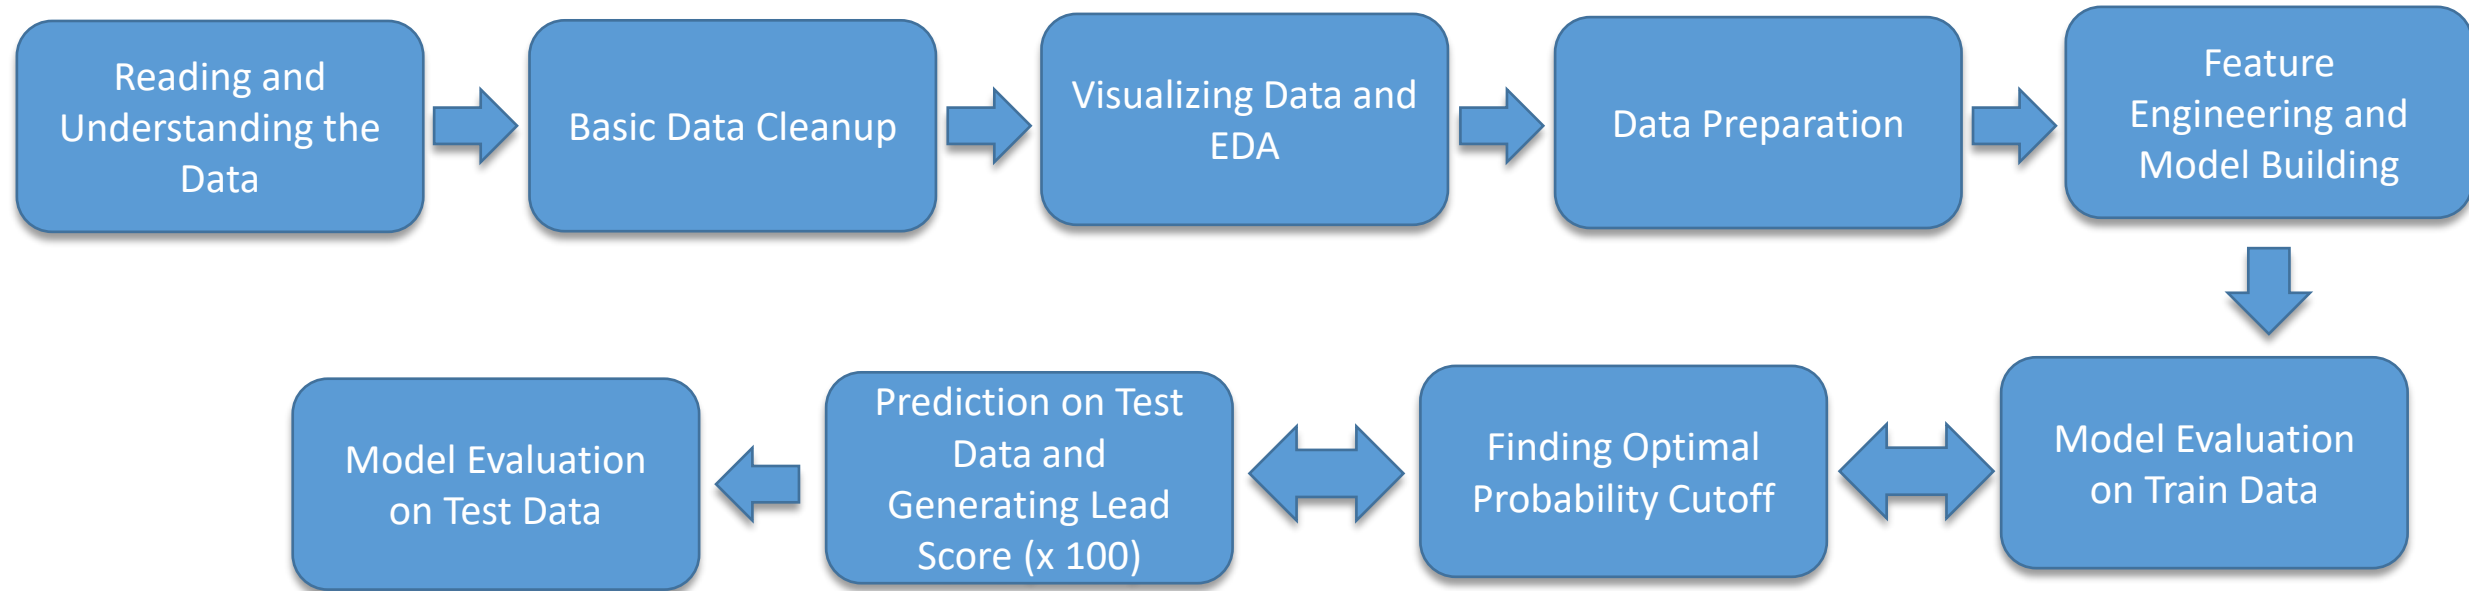 Reading and
Understanding the
Data
Basic Data Cleanup
Visualizing Data and
EDA
Data Preparation
Feature
Engineering and
Model Building
Model Evaluation
on Train Data
Finding Optimal
Probability Cutoff
Prediction on Test
Data and
Generating Lead
Score (x 100)
Model Evaluation
on Test Data